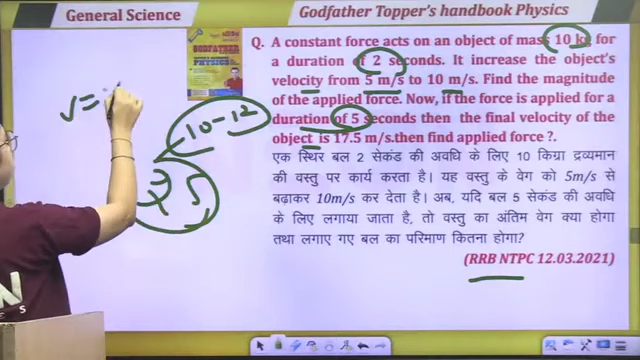 General Science
Godfather Topper's handbook Physics
Q. A constant force acts on an object of mass 10 kg for
a duration of 2 seconds. It increase the object's
velocity from 5 m/s to 10 m/s. Find the magnitude
of the applied force. Now, if the force is applied for a
duration of 5 seconds then the final velocity of the
object is 17.5 m/s.then find applied force ?.
एक स्थिर बल 2 सेकंड की अवधि के लिए 10 किग्रा द्रव्यमान
की वस्तु पर कार्य करता है। यह वस्तु के वेग को 5m/s से
बढ़ाकर 10m/s कर देता है। अब, यदि बल 5 सेकंड की अवधि
के लिए लगाया जाता है, तो वस्तु का अंतिम वेग क्या होगा
तथा लगाए गए बल का परिमाण कितना होगा?
(RRB NTPC 12.03.2021)
GODFATHER
PHYSICS
10-12
5
v=